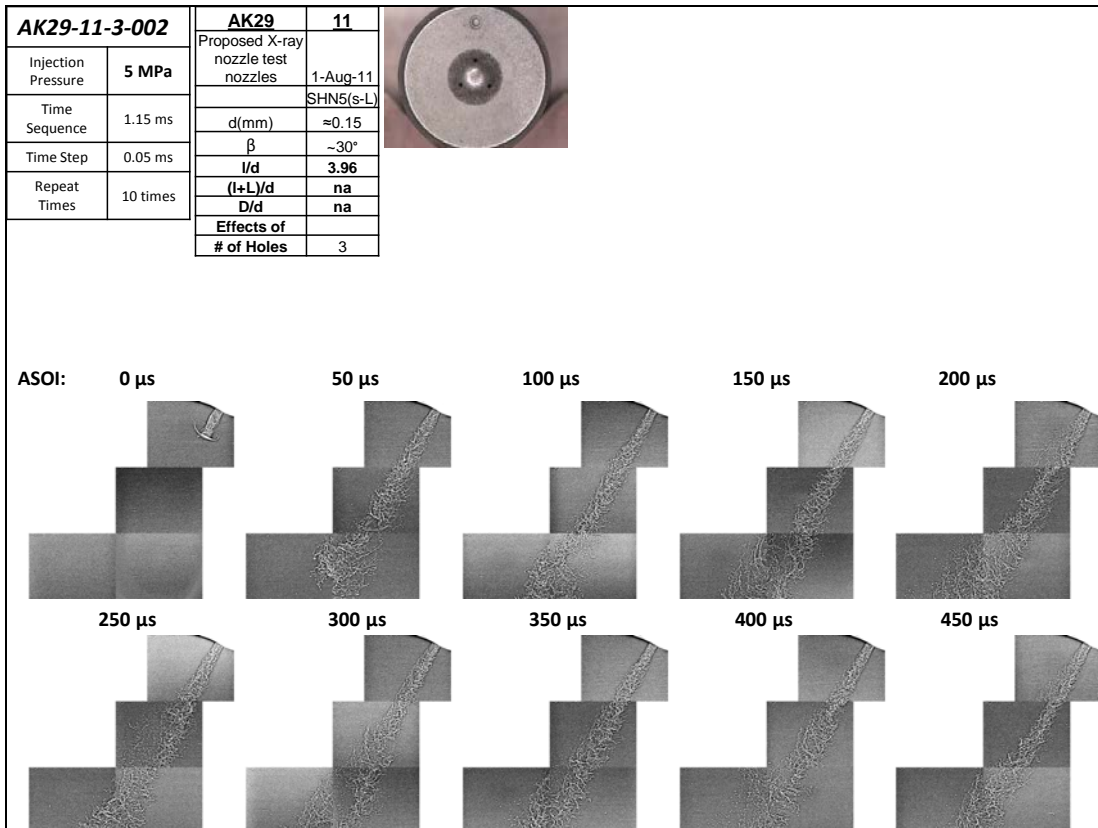 AK29-11-3-002
Injection Pressure 5 MPa
Time Sequence 1.15 ms
Time Step 0.05 ms
Repeat Times 10 times
AK29 11
Proposed X-ray nozzle test nozzles 1-Aug-11
SHN5(s-L)
d(mm) ≈0.15
β ~30°
l/d 3.96
(l+L)/d na
D/d na
Effects of
# of Holes 3
ASOI: 0 µs 50 µs 100 µs 150 µs 200 µs
250 µs 300 µs 350 µs 400 µs 450 µs